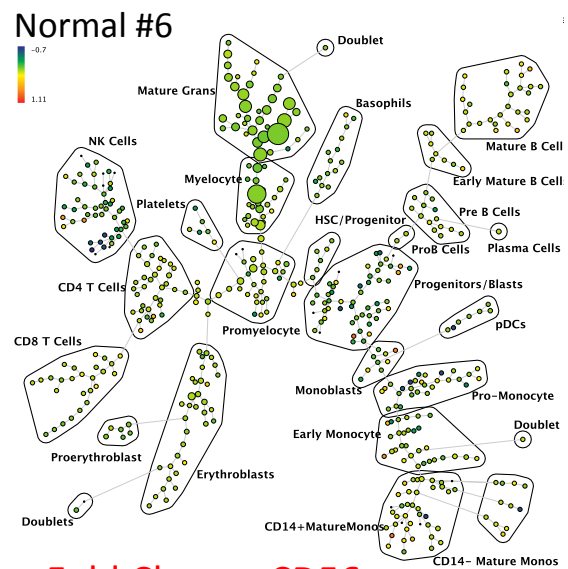 Normal #6
-0.7
1.11
Doublet
Mature Grans
Basophils
NK Cells
Mature B Cell
Myelocyte
Early Mature B Cell
Platelets
Pre B Cells
HSC/Progenitor
ProB Cells
Plasma Cells
CD4 T Cells
Progenitors/Blasts
pDCs
Promyelocyte
CD8 T Cells
Monoblasts
Pro-Monocyte
Doublet
Early Monocyte
Proerythroblast
Erythroblasts
Doublets
CD14+MatureMonos
CD14- Mature Monos